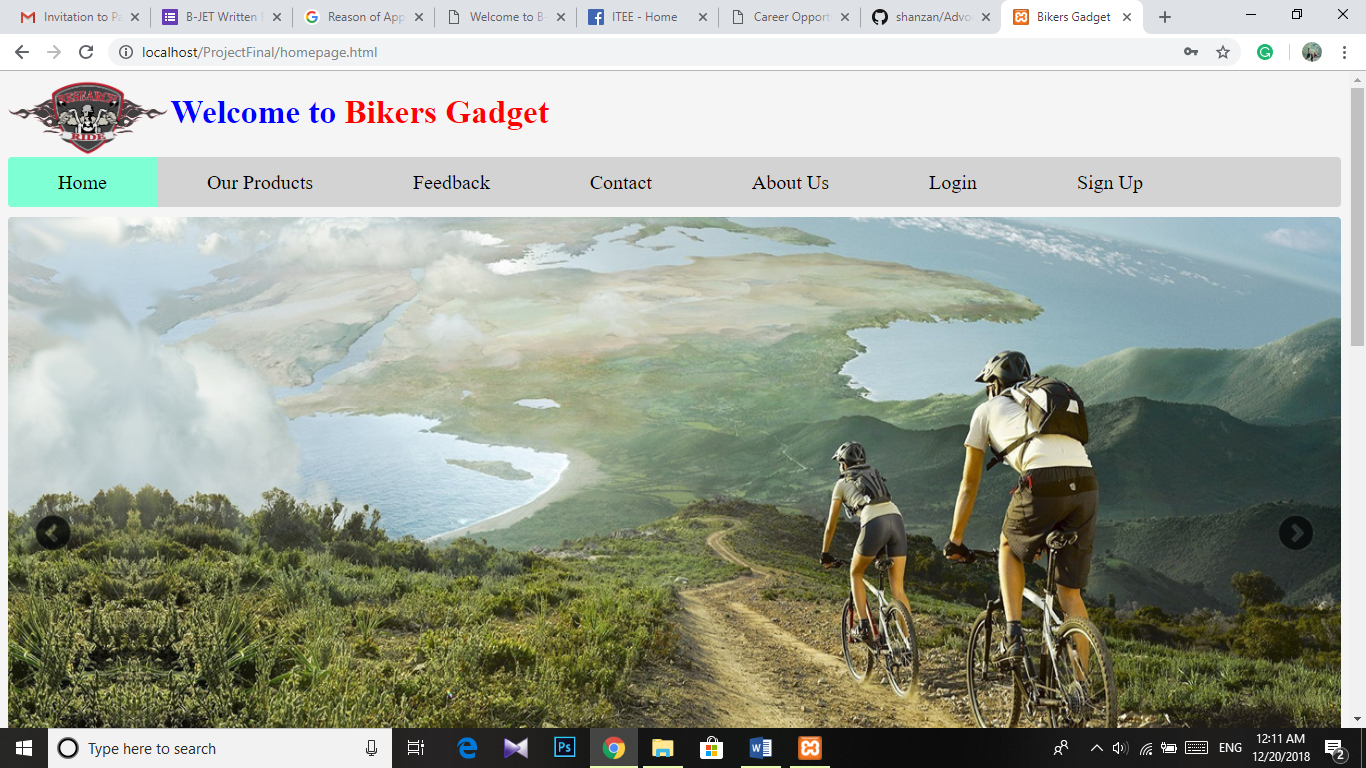 Invitation to Pa
B-JET Written
Reason of App
Welcome to B-
ITEE - Home
Career Opport
shanzan/Advo
Bikers Gadget
localhost/ProjectFinal/homepage.html
RESEARCH
RIDE
Welcome to Bikers Gadget
Home Our Products Feedback Contact About Us Login Sign Up
Type here to search
ENG
12:11 AM
12/20/2018
2